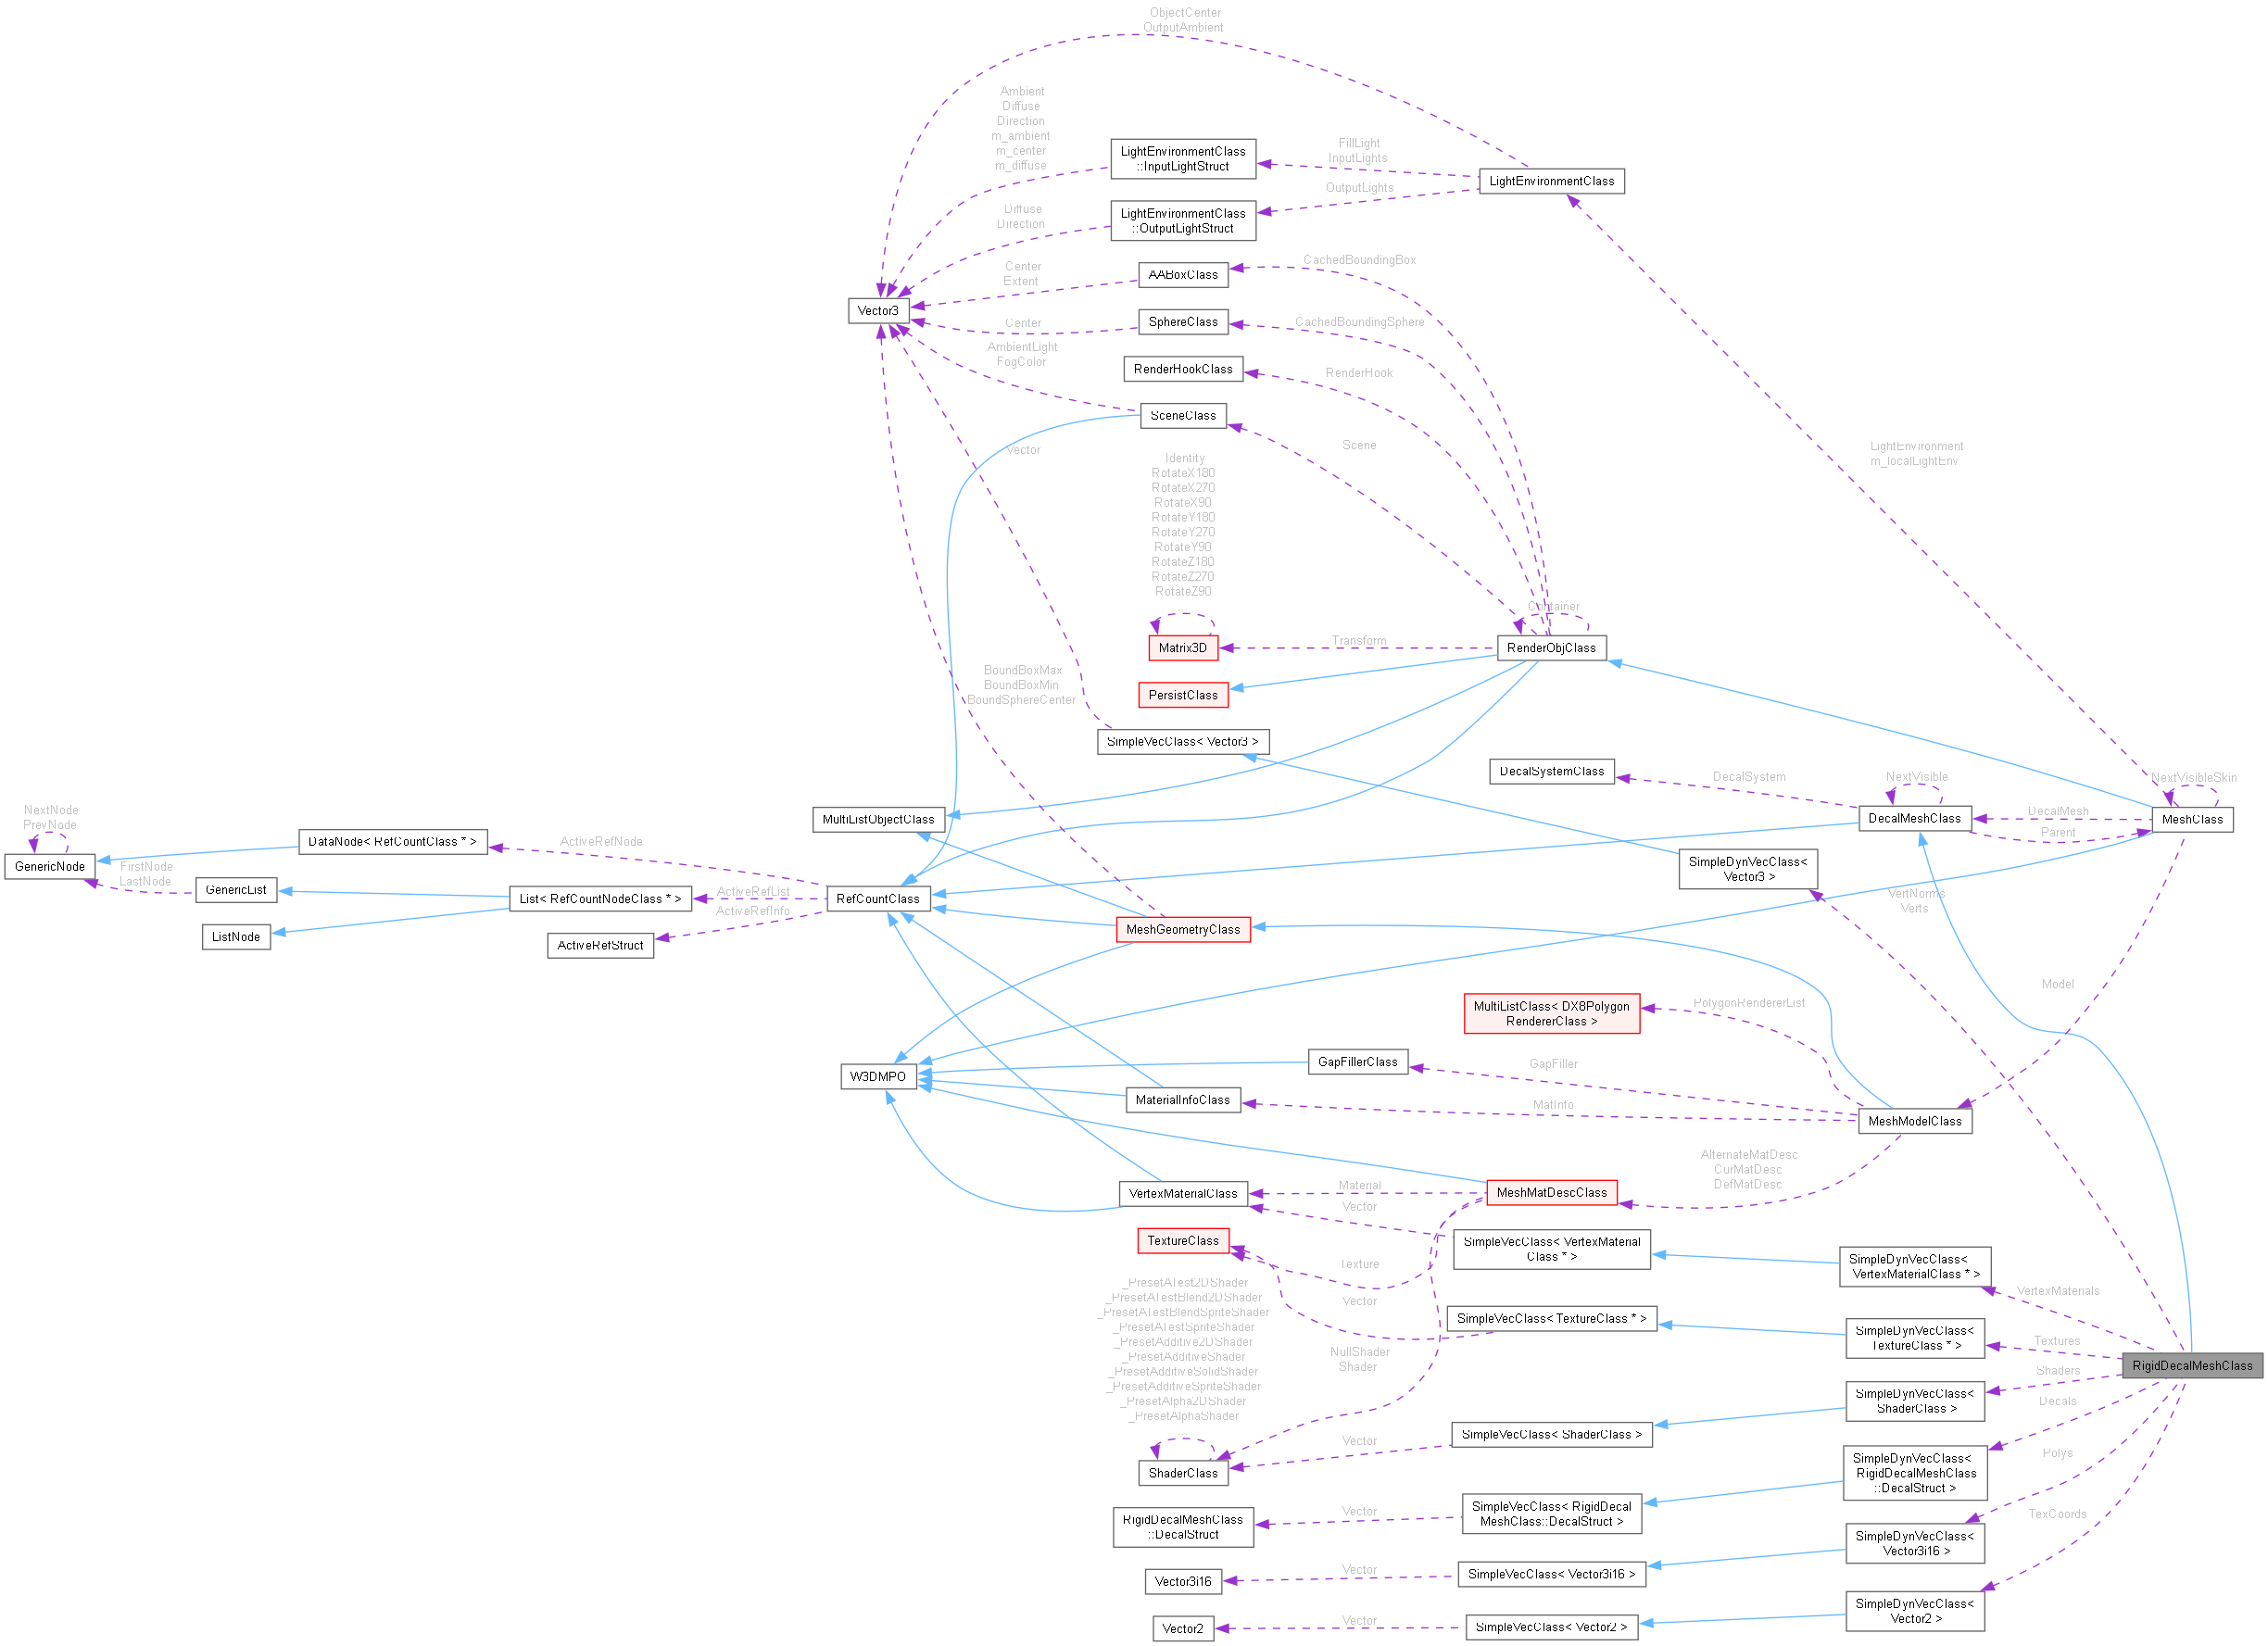 ObjectCenter
OutputAmbient
Ambient
Diffuse
Direction
m_ambient
m_center
m_diffuse
LightEnvironmentClass
::InputLightStruct
FillLight
InputLights
LightEnvironmentClass
OutputLights
Diffuse
Direction
LightEnvironmentClass
::OutputLightStruct
Center
Extent
AABoxClass
CachedBoundingBox
Vector3
Center
SphereClass
CachedBoundingSphere
AmbientLight
FogColor
RenderHookClass
RenderHook
SceneClass
Vector
Scene
LightEnvironment
m_localLightEnv
Identity
RotateX180
RotateX270
RotateX90
RotateY180
RotateY270
RotateY90
RotateZ180
RotateZ270
RotateZ90
...
Container
Matrix3D
Transform
RenderObjClass
BoundBoxMax
BoundBoxMin
BoundSphereCenter
PersistClass
SimpleVecClass< Vector3 >
DecalSystemClass
DecalSystem
NextVisible
NextVisibleSkin
NextNode
PrevNode
MultiListObjectClass
DecalMeshClass
DecalMesh
Parent
MeshClass
DataNode< RefCountClass * >
ActiveRefNode
GenericNode
FirstNode
LastNode
GenericList
List< RefCountNodeClass * >
ActiveRefList
ActiveRefInfo
RefCountClass
SimpleDynVecClass<
Vector3 >
VertNorms
Verts
ListNode
ActiveRefStruct
MeshGeometryClass
Model
MultiListClass< DX8Polygon
RendererClass >
PolygonRendererList
W3DMPO
GapFillerClass
GapFiller
MaterialInfoClass
MatInfo
MeshModelClass
AlternateMatDesc
CurMatDesc
DefMatDesc
VertexMaterialClass
Material
Vector
MeshMatDescClass
TextureClass
SimpleVecClass< VertexMaterial
Class * >
SimpleDynVecClass<
VertexMaterialClass * >
VertexMaterials
Texture
Vector
SimpleVecClass< TextureClass * >
SimpleDynVecClass<
TextureClass * >
Textures
_PresetATest2DShader
_PresetATestBlend2DShader
_PresetATestBlendSpriteShader
_PresetATestSpriteShader
_PresetAdditive2DShader
_PresetAdditiveShader
_PresetAdditiveSolidShader
_PresetAdditiveSpriteShader
_PresetAlpha2DShader
_PresetAlphaShader
...
NullShader
Shader
RigidDecalMeshClass
Shaders
SimpleDynVecClass<
ShaderClass >
Decals
Vector
SimpleVecClass< ShaderClass >
ShaderClass
SimpleDynVecClass<
RigidDecalMeshClass
::DecalStruct >
Polys
RigidDecalMeshClass
::DecalStruct
Vector
SimpleVecClass< RigidDecal
MeshClass::DecalStruct >
TexCoords
SimpleDynVecClass<
Vector3i16 >
Vector3i16
Vector
SimpleVecClass< Vector3i16 >
SimpleDynVecClass<
Vector2 >
Vector2
Vector
SimpleVecClass< Vector2 >